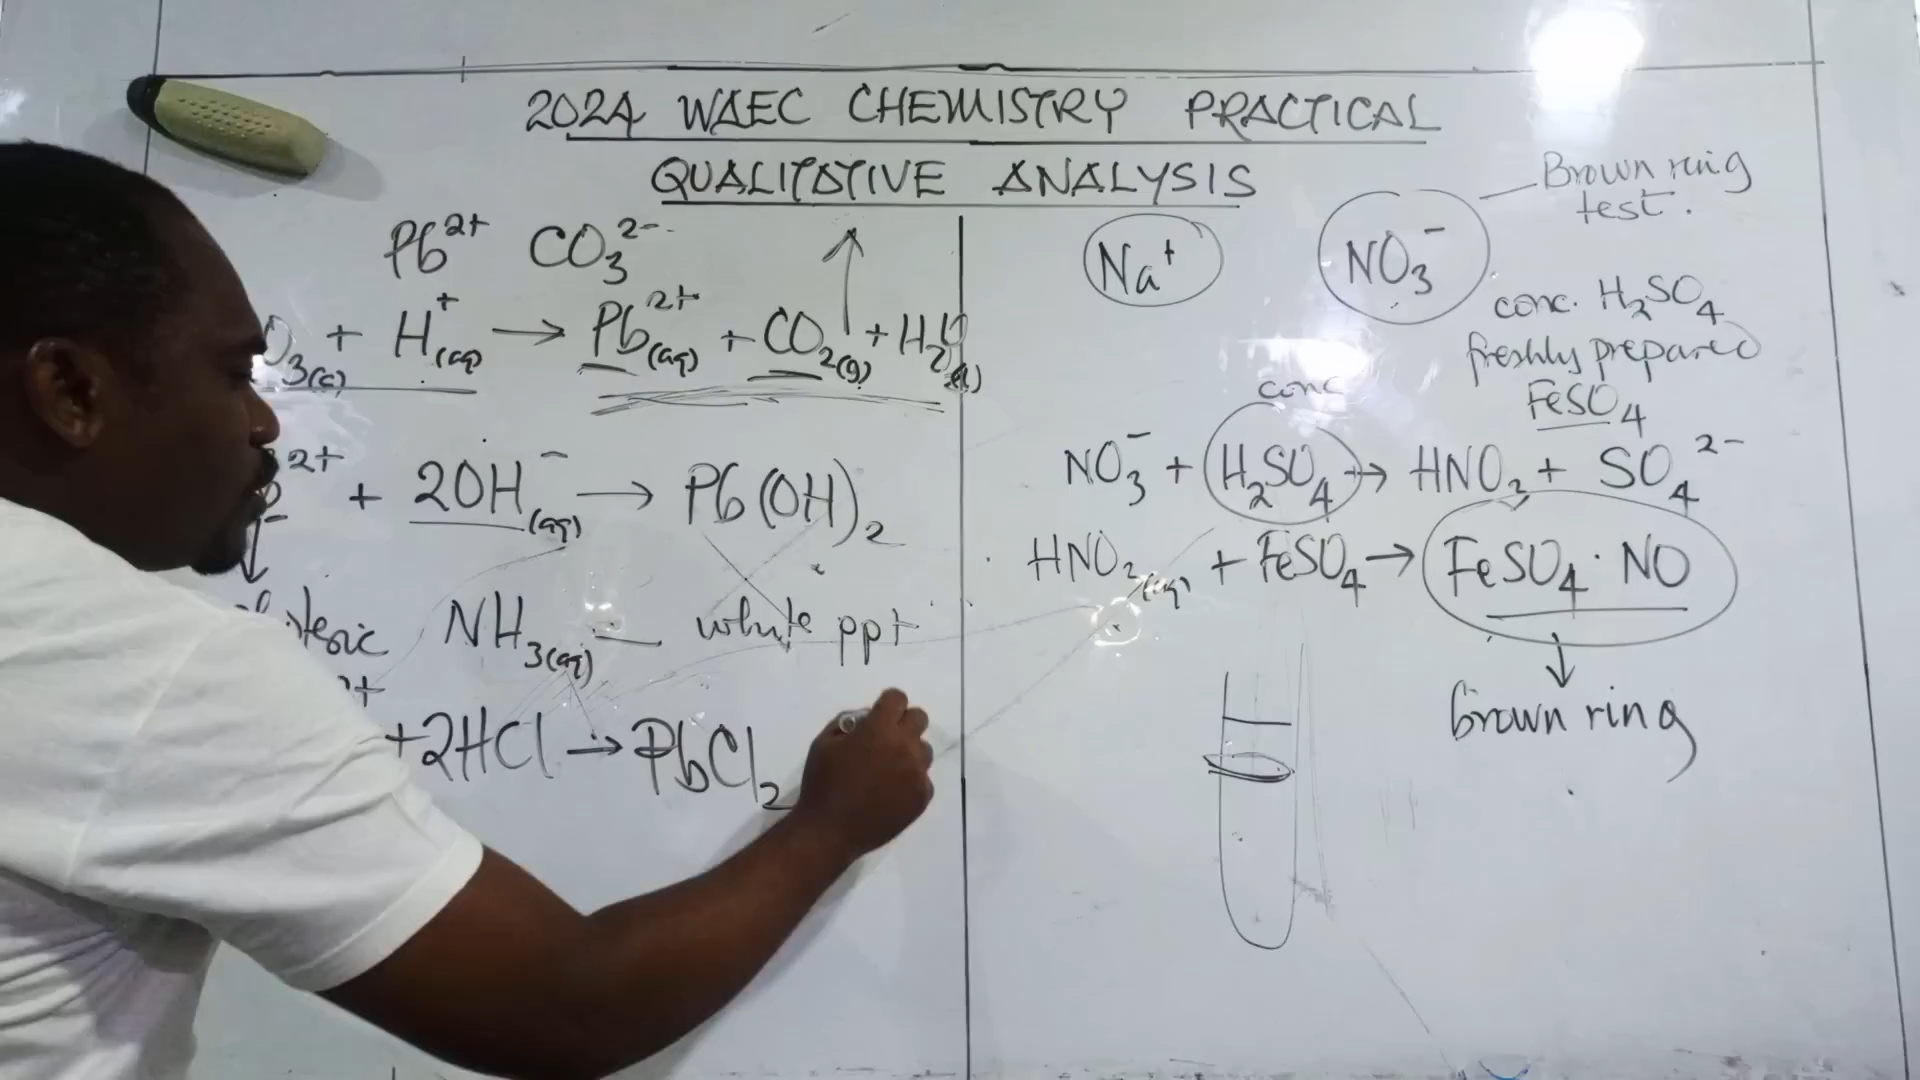 2024 WAEC CHEMISTRY PRACTICAL
QUALITATIVE ANALYSIS
Pb²⁺ CO₃²⁻
O₃₍ₛ₎ + H⁺(aq) → Pb²⁺(aq) + CO₂(g) ↑ + H₂O(l)
²⁺ + 2OH⁻(aq) → Pb(OH)₂
teric NH₃(aq) — white ppt
+2HCl → PbCl₂
Na⁺ NO₃⁻ — Brown ring
test.
conc. H₂SO₄
freshly prepared
FeSO₄
conc
NO₃⁻ + H₂SO₄ → HNO₃ + SO₄²⁻
HNO₃(aq) + FeSO₄ → FeSO₄·NO
↓
brown ring